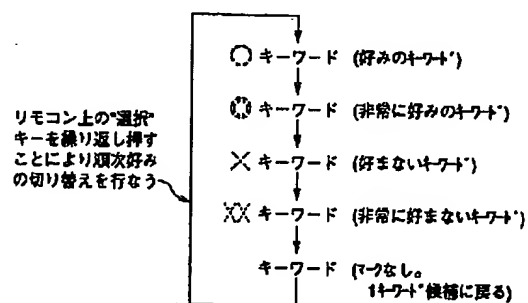 ○ キーワード (好みのキーワード)
◎ キーワード (非常に好みのキーワード)
リモコン上の"選択"
キーを繰り返し押す
ことにより順次好み
の切り替えを行なう
× キーワード (好まないキーワード)
×× キーワード (非常に好まないキーワード)
キーワード (マークなし。
1キーワード候補に戻る)